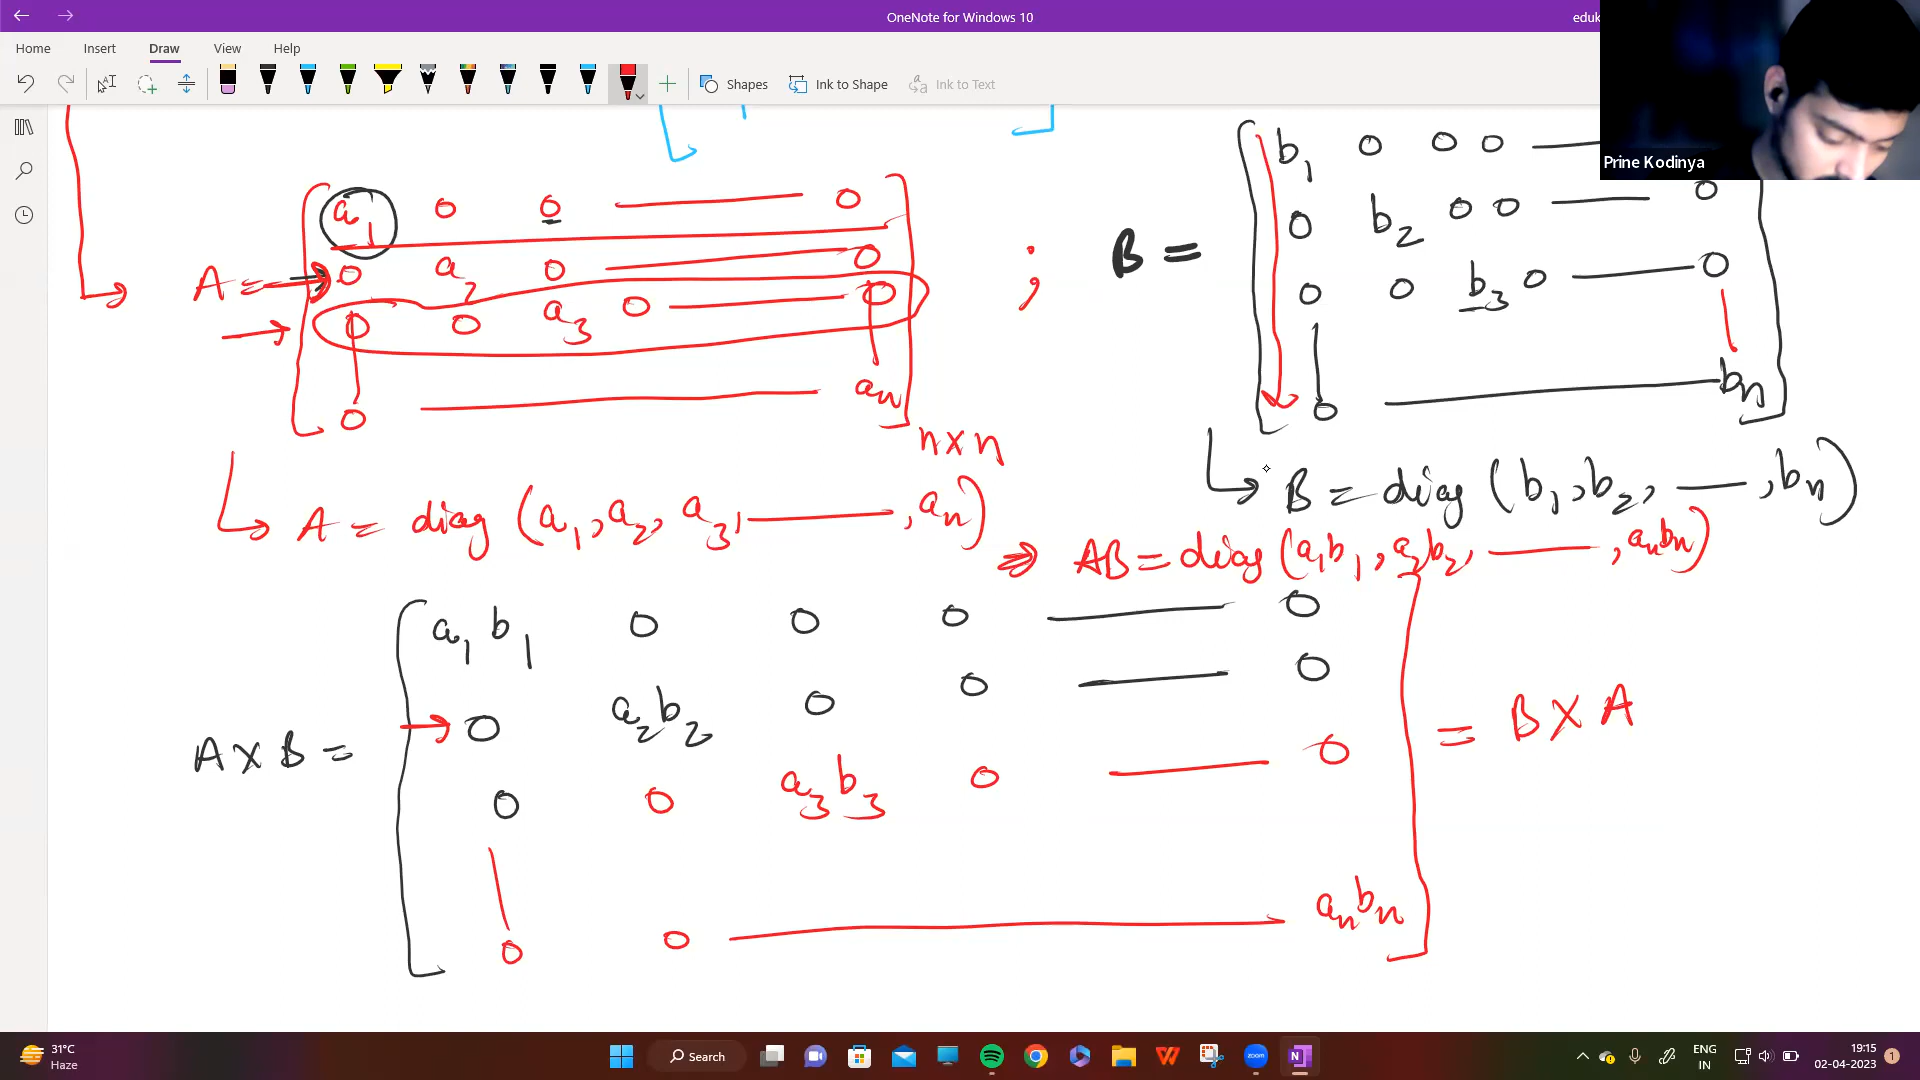 OneNote for Windows 10
eduk
Home Insert Draw View Help
Shapes Ink to Shape Ink to Text
Prine Kodinya
a1 0 0 — 0
A = 0 a2 0 — 0
0 0 a3 0 — 0
0 — an
n×n
;
B =
b1 0 0 0 —
0 b2 0 0 — 0
0 0 b3 0 — 0
0 — bn
A = diag (a1, a2, a3, —, an)
B = diag (b1, b2, —, bn)
⇒ AB = diag (a1b1, a2b2, —, anbn)
A × B =
a1b1 0 0 0 — 0
0 a2b2 0 0 — 0
0 0 a3b3 0 — 0
0 0 — anbn
= B × A
31°C
Haze
Search
ENG
IN
19:15
02-04-2023
1